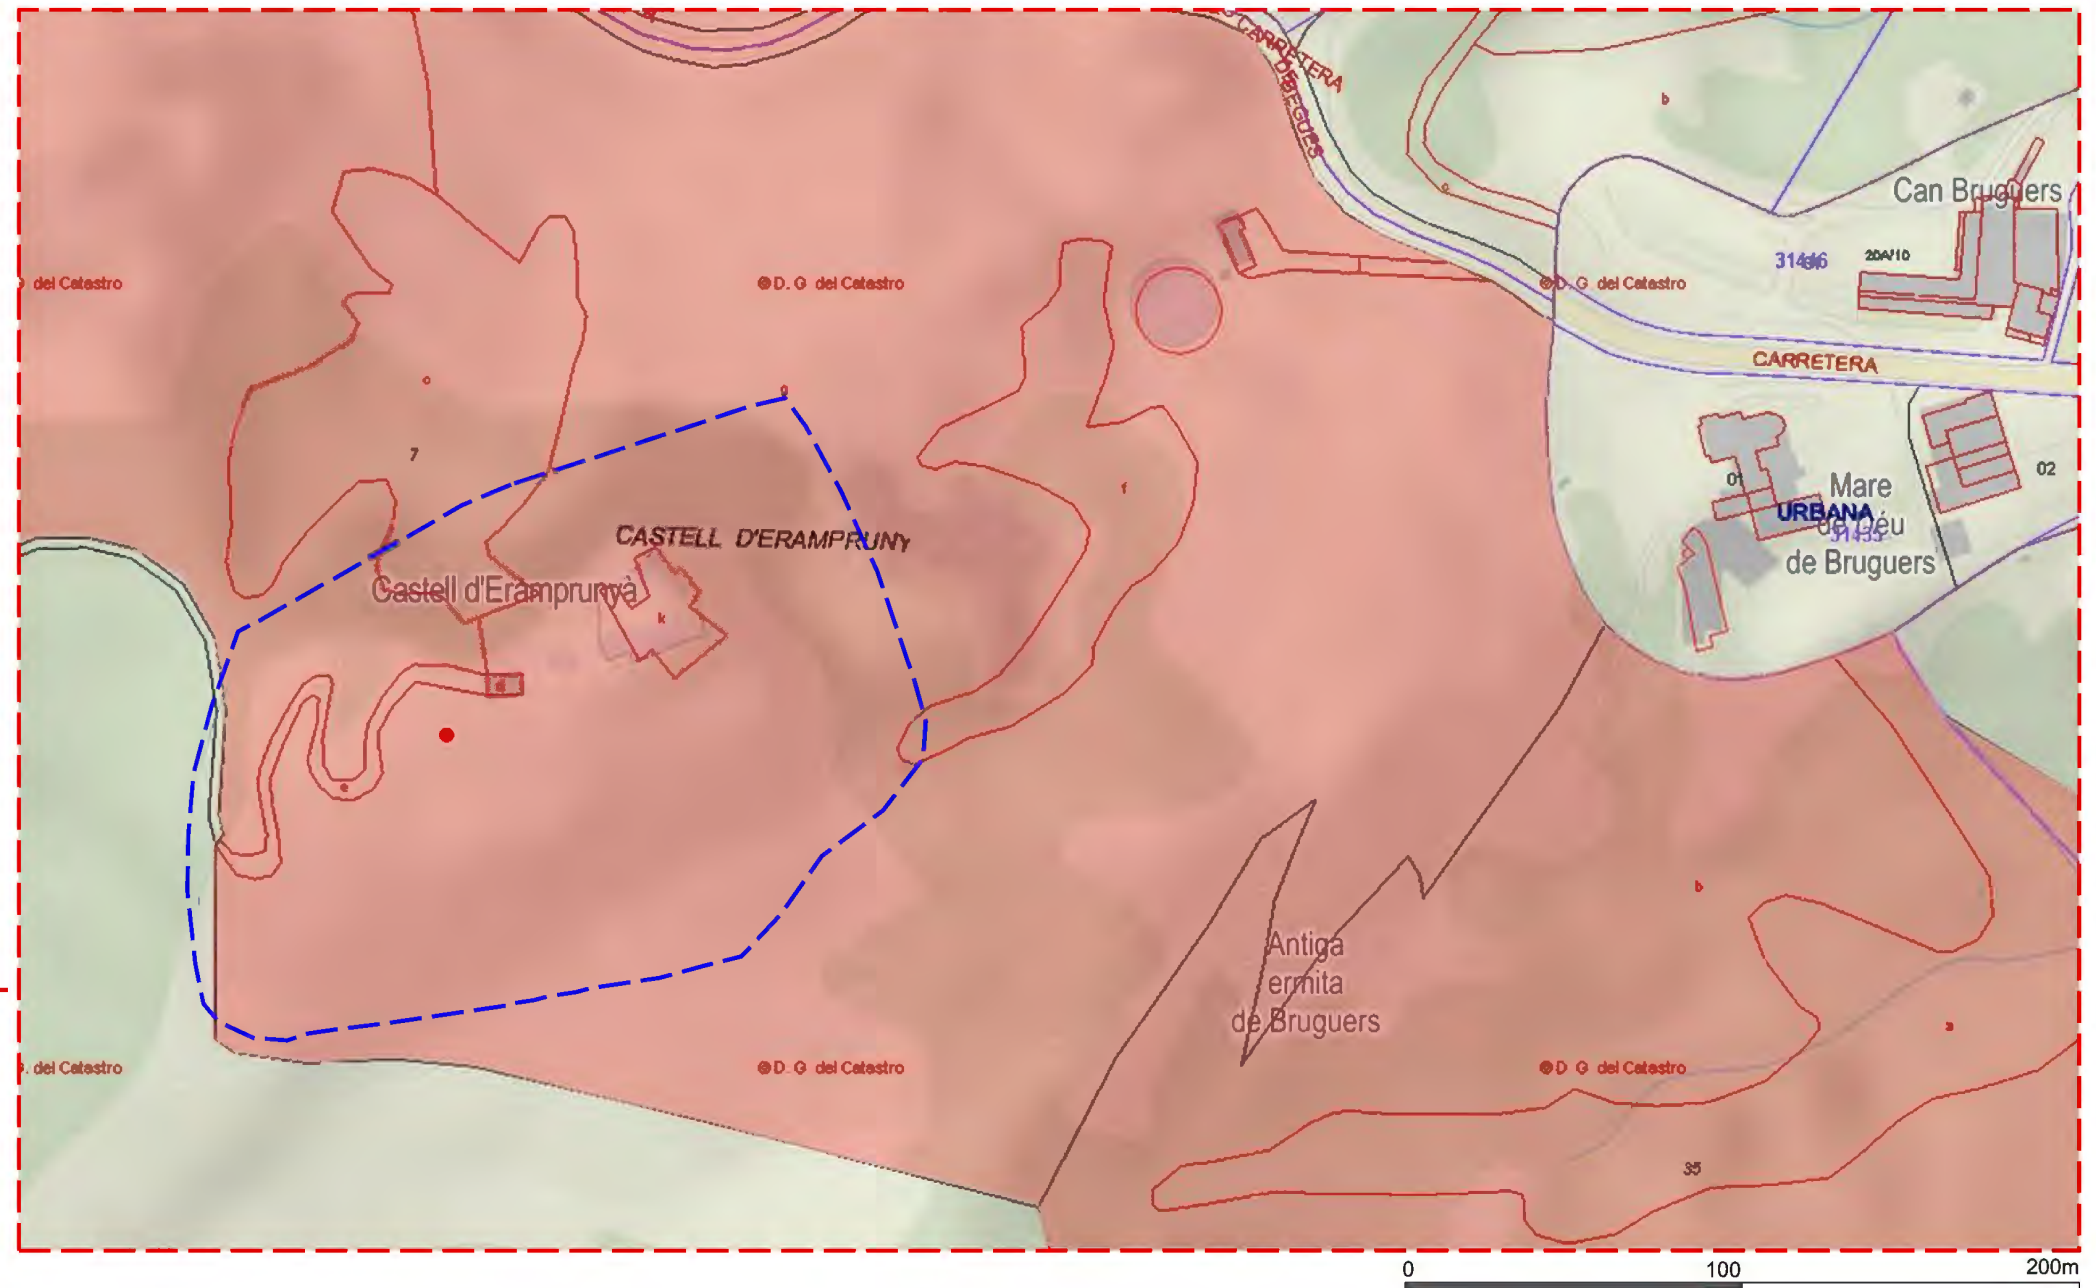 CARRETERA
DE BEGUES
b
Can Bruguers
c
31446
20A/10
del Catastro
© D. G. del Catastro
© D. G. del Catastro
CARRETERA
c
g
7
f
01
02
Mare
URBANA
de Déu
31455
de Bruguers
CASTELL D'ERAMPRUNY
Castell d'Eramprunyà
k
d
e
b
Antiga
ermita
de Bruguers
a
. del Catastro
© D. G. del Catastro
© D. G. del Catastro
35
0 100 200m